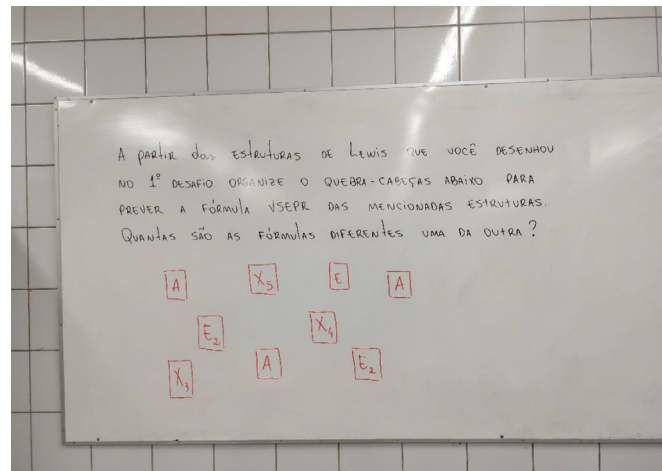 A PARTIR das ESTRUTURAS DE LEWIS QUE VOCÊ DESENHOU
NO 1º DESAFIO ORGANIZE O QUEBRA-CABEÇAS ABAIXO PARA
PREVER A FÓRMULA VSEPR DAS MENCIONADAS ESTRUTURAS.
QUANTAS SÃO AS FÓRMULAS DIFERENTES UMA DA OUTRA?
A X₅ E A
E₂ X₄
X₃ A E₂